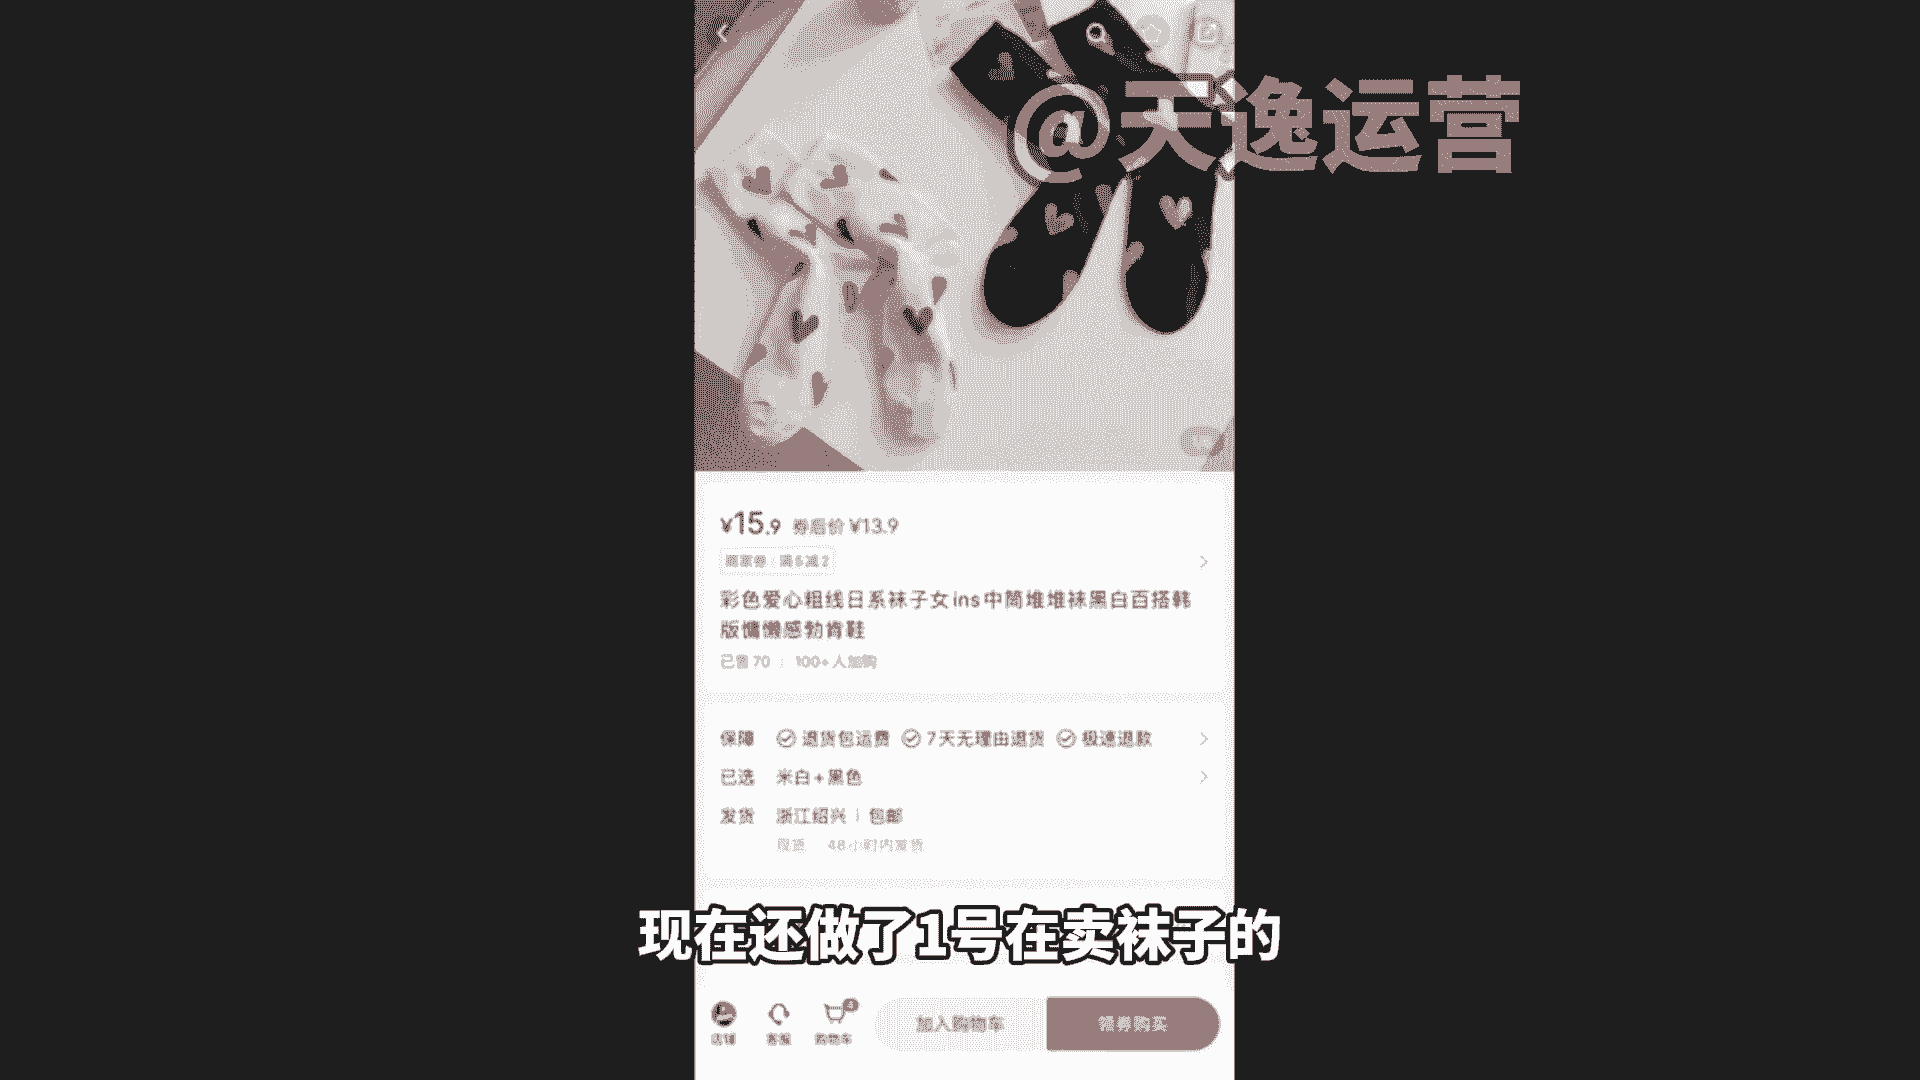 @天逸运营
¥15.9 券后价 ¥13.9
商家券 满5减2
彩色爱心粗线日系袜子女ins中筒堆堆袜黑白百搭韩
版慵懒感勃肯鞋
已售 70 100+人加购
保障 退货包运费 7天无理由退货 极速退款
已选 米白+黑色
发货 浙江绍兴 | 包邮
现货 48小时内发货
现在还做了1号在卖袜子的
店铺 客服 购物车 4 加入购物车 领券购买